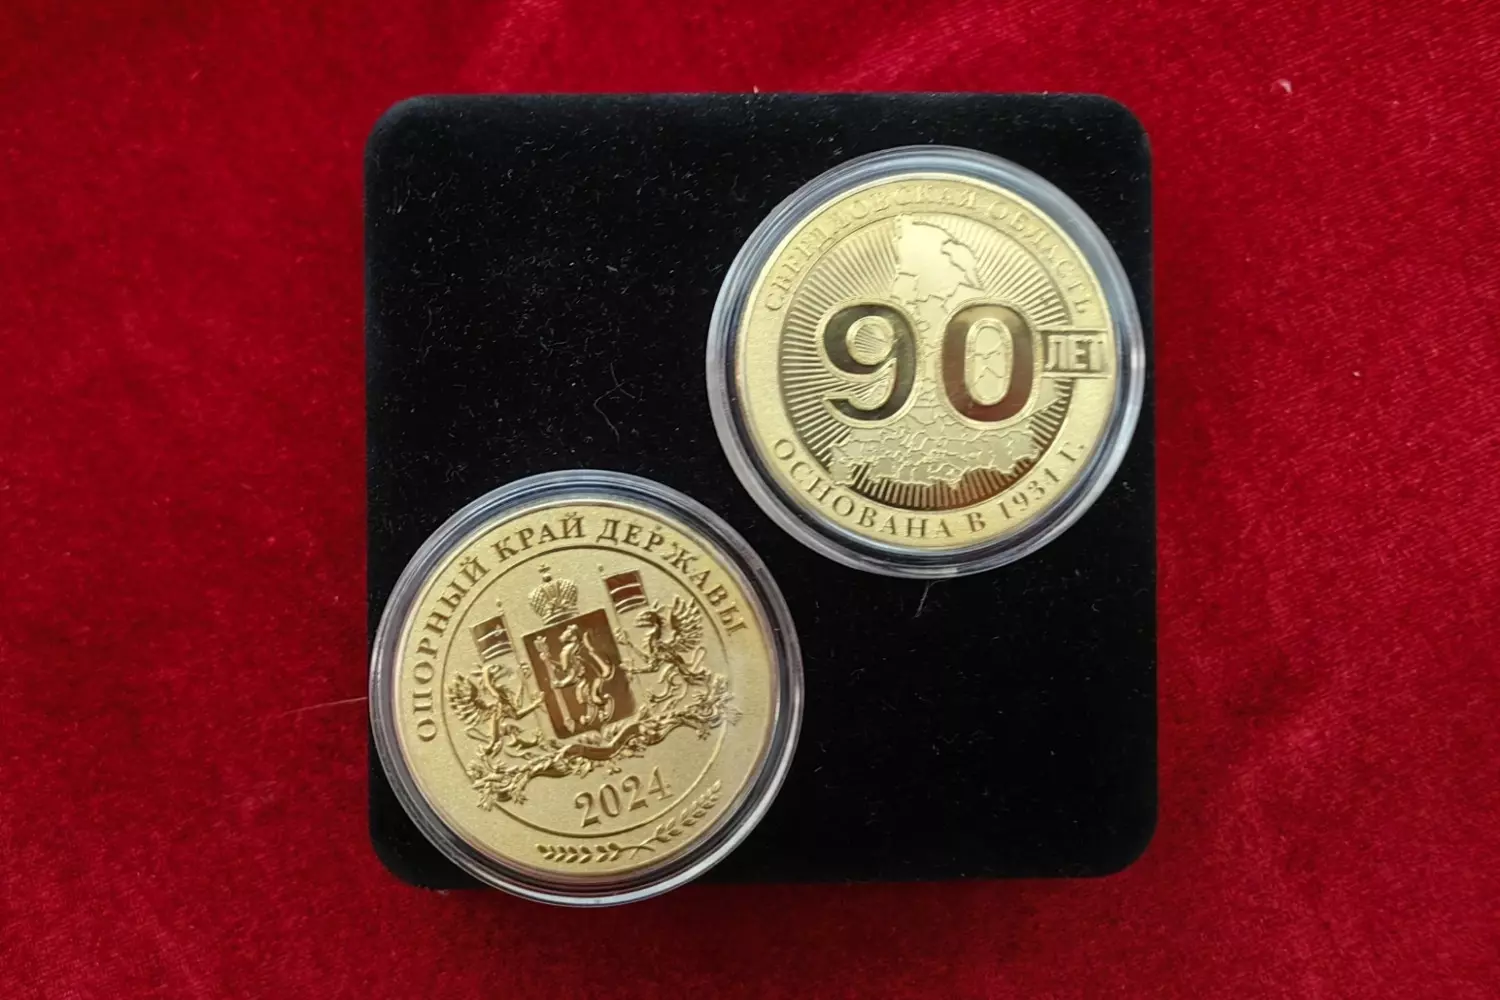 СВЕРДЛОВСКАЯ ОБЛАСТЬ
90 ЛЕТ
ОСНОВАНА В 1934 Г.
ОПОРНЫЙ КРАЙ ДЕРЖАВЫ
2024